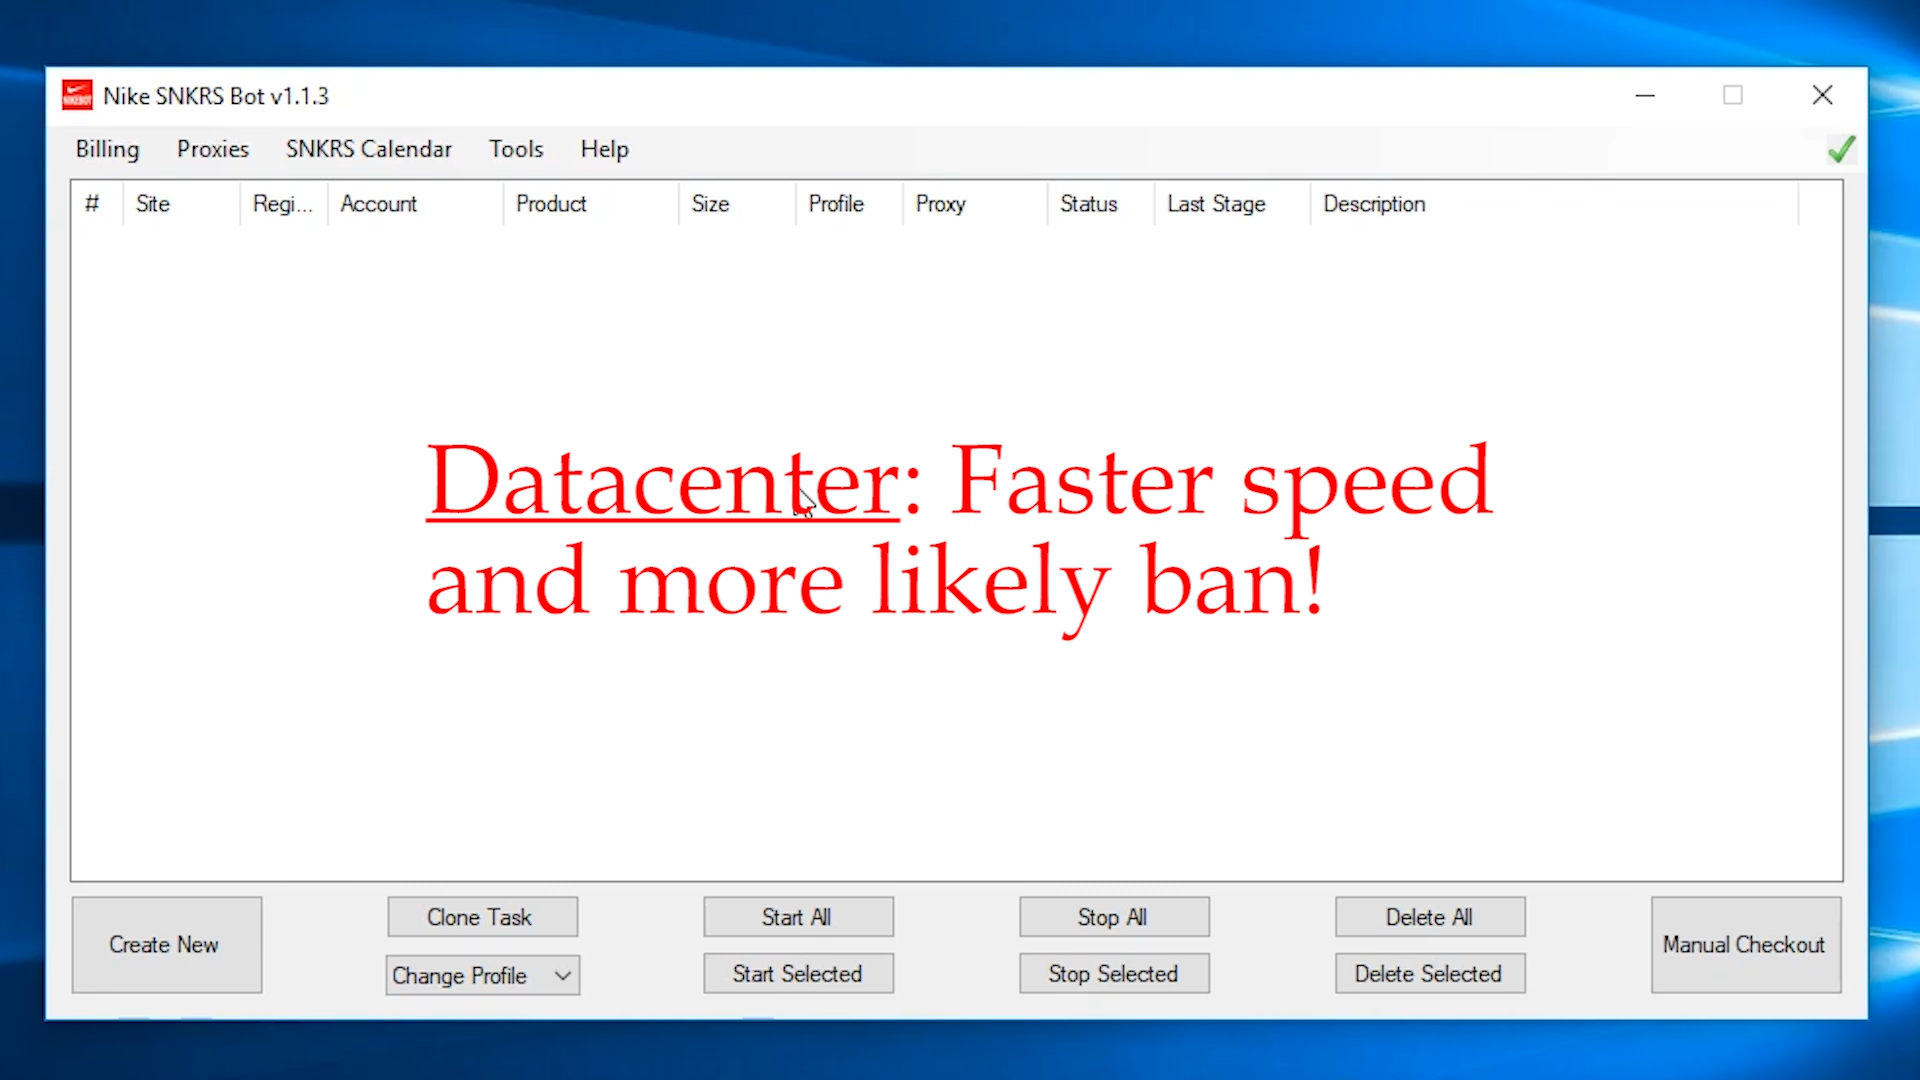 Nike SNKRS Bot v1.1.3
Billing Proxies SNKRS Calendar Tools Help
# Site Regi... Account Product Size Profile Proxy Status Last Stage Description
Datacenter: Faster speed
and more likely ban!
Create New
Clone Task
Start All
Stop All
Delete All
Manual Checkout
Change Profile
Start Selected
Stop Selected
Delete Selected